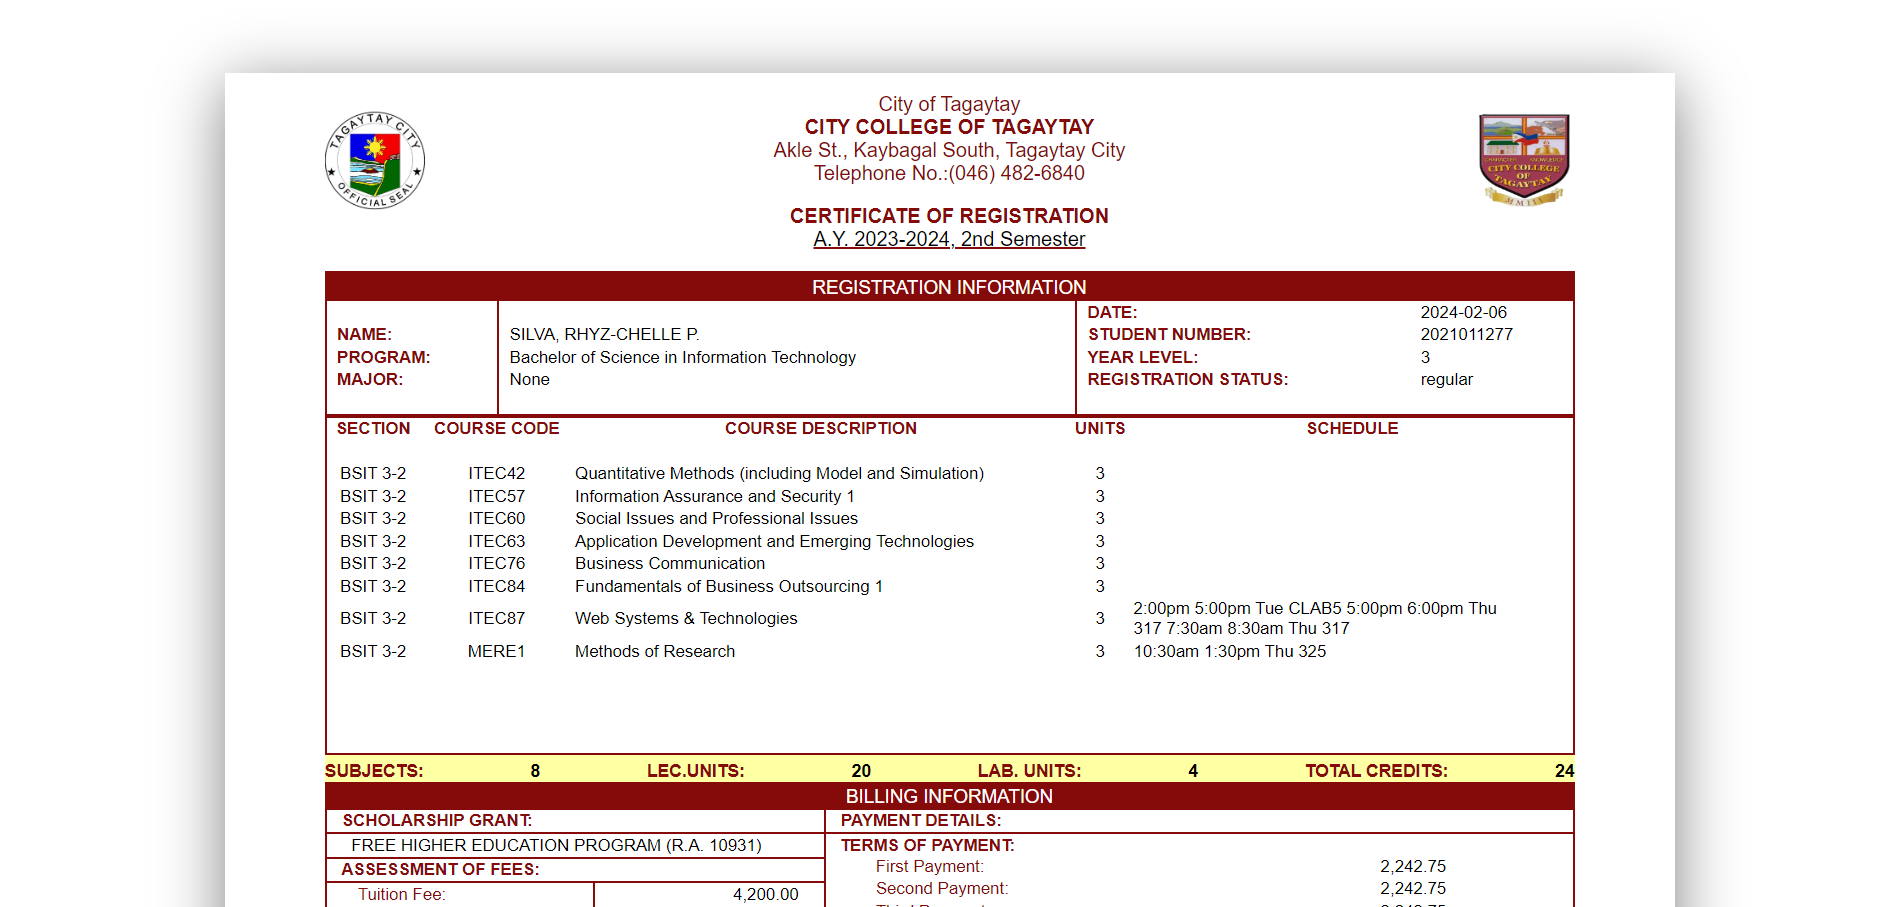 City of Tagaytay
CITY COLLEGE OF TAGAYTAY
Akle St., Kaybagal South, Tagaytay City
Telephone No.:(046) 482-6840
TAGAYTAY CITY
OFFICIAL SEAL
CHARACTER KNOWLEDGE
CITY COLLEGE
OF
TAGAYTAY
MMIII
CERTIFICATE OF REGISTRATION
A.Y. 2023-2024, 2nd Semester
REGISTRATION INFORMATION
DATE: 2024-02-06
NAME: SILVA, RHYZ-CHELLE P. STUDENT NUMBER: 2021011277
PROGRAM: Bachelor of Science in Information Technology YEAR LEVEL: 3
MAJOR: None REGISTRATION STATUS: regular
SECTION COURSE CODE COURSE DESCRIPTION UNITS SCHEDULE
BSIT 3-2 ITEC42 Quantitative Methods (including Model and Simulation) 3
BSIT 3-2 ITEC57 Information Assurance and Security 1 3
BSIT 3-2 ITEC60 Social Issues and Professional Issues 3
BSIT 3-2 ITEC63 Application Development and Emerging Technologies 3
BSIT 3-2 ITEC76 Business Communication 3
BSIT 3-2 ITEC84 Fundamentals of Business Outsourcing 1 3
BSIT 3-2 ITEC87 Web Systems & Technologies 3 2:00pm 5:00pm Tue CLAB5 5:00pm 6:00pm Thu
317 7:30am 8:30am Thu 317
BSIT 3-2 MERE1 Methods of Research 3 10:30am 1:30pm Thu 325
SUBJECTS: 8 LEC.UNITS: 20 LAB. UNITS: 4 TOTAL CREDITS: 24
BILLING INFORMATION
SCHOLARSHIP GRANT: PAYMENT DETAILS:
FREE HIGHER EDUCATION PROGRAM (R.A. 10931) TERMS OF PAYMENT:
First Payment: 2,242.75
ASSESSMENT OF FEES:
Second Payment: 2,242.75
Tuition Fee: 4,200.00